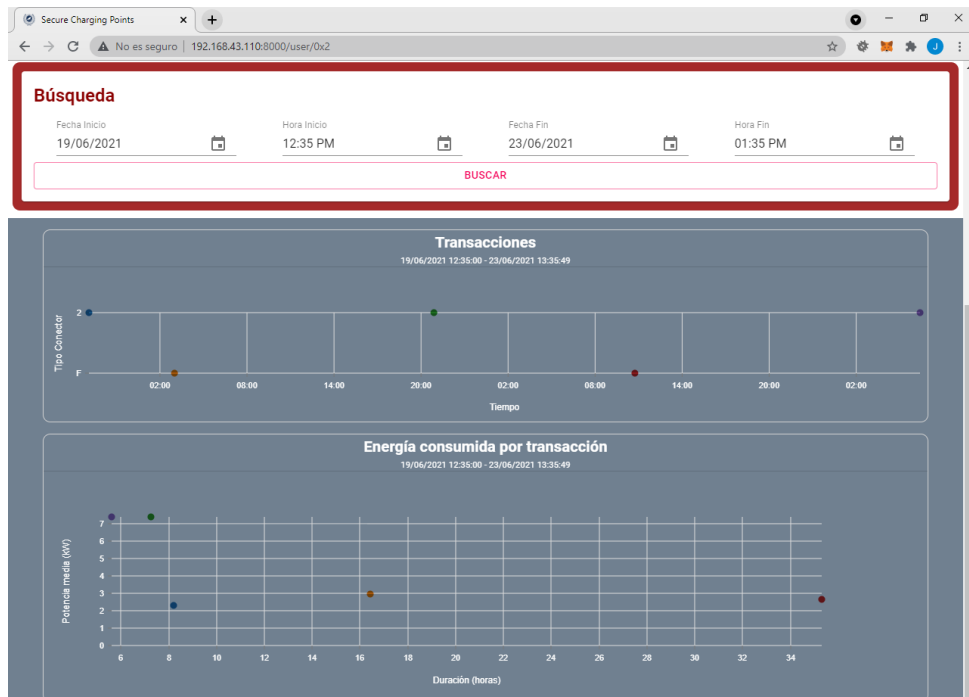 Secure Charging Points
No es seguro | 192.168.43.110:8000/user/0x2
J
Búsqueda
Fecha Inicio
19/06/2021
Hora Inicio
12:35 PM
Fecha Fin
23/06/2021
Hora Fin
01:35 PM
BUSCAR
Transacciones
19/06/2021 12:35:00 - 23/06/2021 13:35:49
Tipo Conector
2
F
02:00 08:00 14:00 20:00 02:00 08:00 14:00 20:00 02:00
Tiempo
Energía consumida por transacción
19/06/2021 12:35:00 - 23/06/2021 13:35:49
Potencia media (kW)
7
6
5
4
3
2
1
0
6 8 10 12 14 16 18 20 22 24 26 28 30 32 34
Duración (horas)